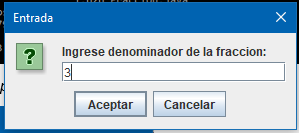 Entrada
Ingrese denominador de la fraccion:
3
Aceptar Cancelar